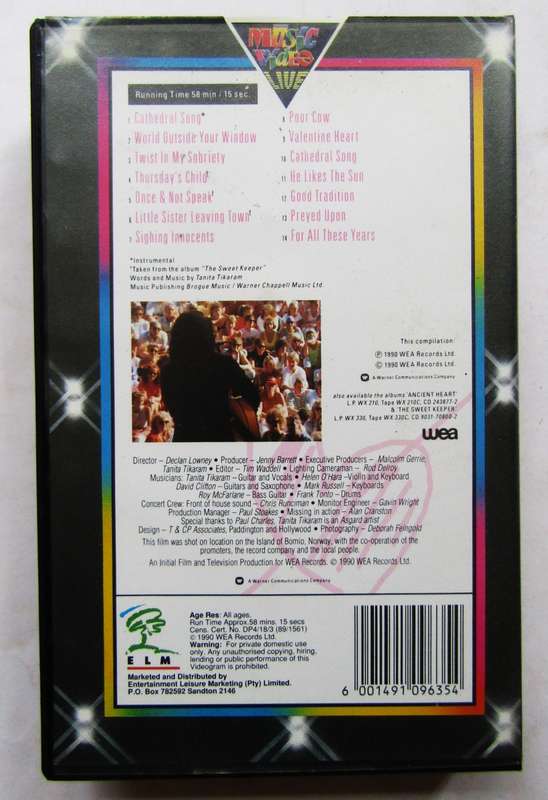 MUSIC
VIDEO
LIVE
Running Time 58 min / 15 sec.
1 Cathedral Song*
2 World Outside Your Window
3 Twist In My Sobriety
4 Thursday's Child†
5 Once & Not Speak†
6 Little Sister Leaving Town†
7 Sighing Innocents
8 Poor Cow
9 Valentine Heart
10 Cathedral Song
11 He Likes The Sun
12 Good Tradition
13 Preyed Upon
14 For All These Years
*Instrumental
†Taken from the album "The Sweet Keeper"
Words and Music by Tanita Tikaram
Music Publishing Brogue Music / Warner Chappell Music Ltd.
This compilation:
Ⓟ 1990 WEA Records Ltd.
© 1990 WEA Records Ltd.
A Warner Communications Company
also available the albums 'ANCIENT HEART'
L.P. WX 210, Tape WX 210C, CD 243877-2
& 'THE SWEET KEEPER'
L.P. WX 330, Tape WX 330C, CD 9031-70800-2
wea
Director – Declan Lowney • Producer – Jenny Barrett • Executive Producers – Malcolm Gerrie,
Tanita Tikaram • Editor – Tim Waddell • Lighting Cameraman – Rod Delroy
Musicians: Tanita Tikaram – Guitar and Vocals • Helen O'Hara –Violin and Keyboard
David Clifton – Guitars and Saxophone • Mark Russell – Keyboards
Roy McFarlane – Bass Guitar • Frank Tonto – Drums
Concert Crew: Front of house sound – Chris Runciman • Monitor Engineer – Gavin Wright
Production Manager – Paul Stoakes • Missing in action – Alan Cranston
Special thanks to Paul Charles, Tanita Tikaram is an Asgard artist
Design – T & CP Associates, Paddington and Hollywood • Photography – Deborah Feingold
This film was shot on location on the Island of Bomlo, Norway, with the co-operation of the
promoters, the record company and the local people.
An Initial Film and Television Production for WEA Records. © 1990 WEA Records Ltd.
A Warner Communications Company
ELM
Age Res: All ages.
Run Time Approx.58 mins. 15 secs
Cens. Cert. No. DP4/18/3 (89/1561)
© 1990 WEA Records Ltd.
Warning: For private domestic use
only. Any unauthorised copying, hiring,
lending or public performance of this
Videogram is prohibited.
Marketed and Distributed by
Entertainment Leisure Marketing (Pty) Limited.
P.O. Box 782592 Sandton 2146
6 001491 096354